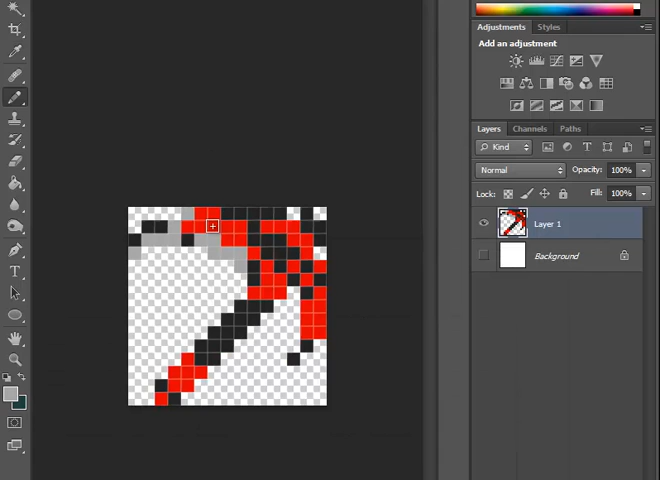 Adjustments Styles
Add an adjustment
Layers Channels Paths
Kind
Normal Opacity: 100%
Lock: Fill: 100%
Layer 1
Background
T